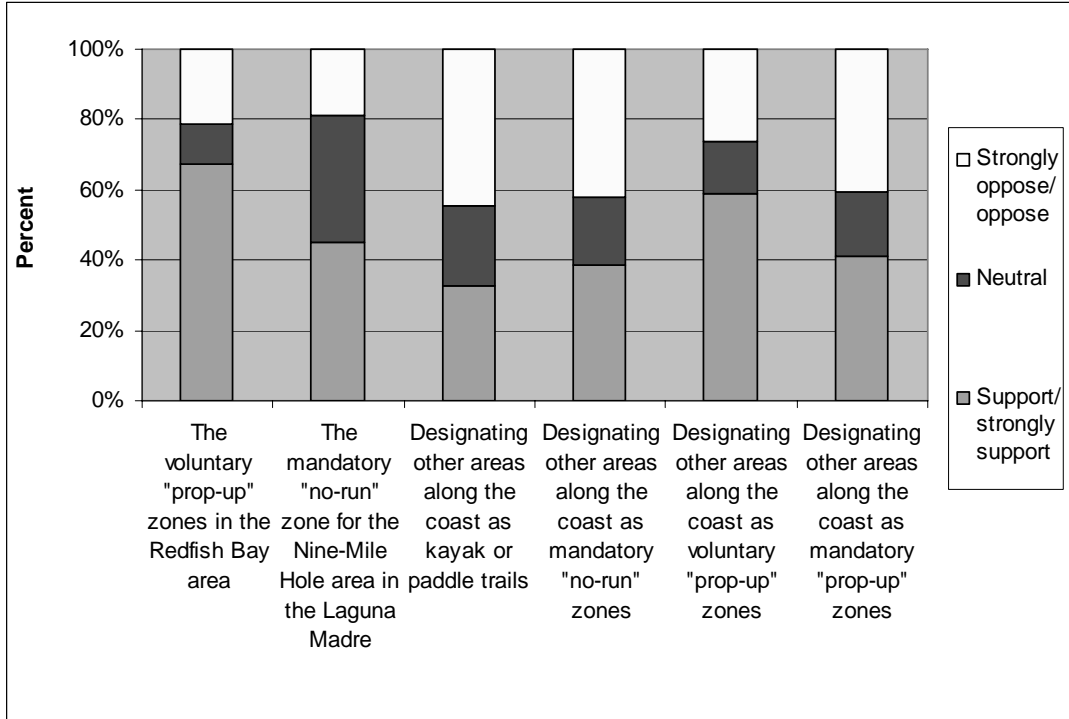 100%
80%
60%
40%
20%
0%
Percent
The
voluntary
"prop-up"
zones in the
Redfish Bay
area
The
mandatory
"no-run"
zone for the
Nine-Mile
Hole area in
the Laguna
Madre
Designating
other areas
along the
coast as
kayak or
paddle trails
Designating
other areas
along the
coast as
mandatory
"no-run"
zones
Designating
other areas
along the
coast as
voluntary
"prop-up"
zones
Designating
other areas
along the
coast as
mandatory
"prop-up"
zones
Strongly
oppose/
oppose
Neutral
Support/
strongly
support